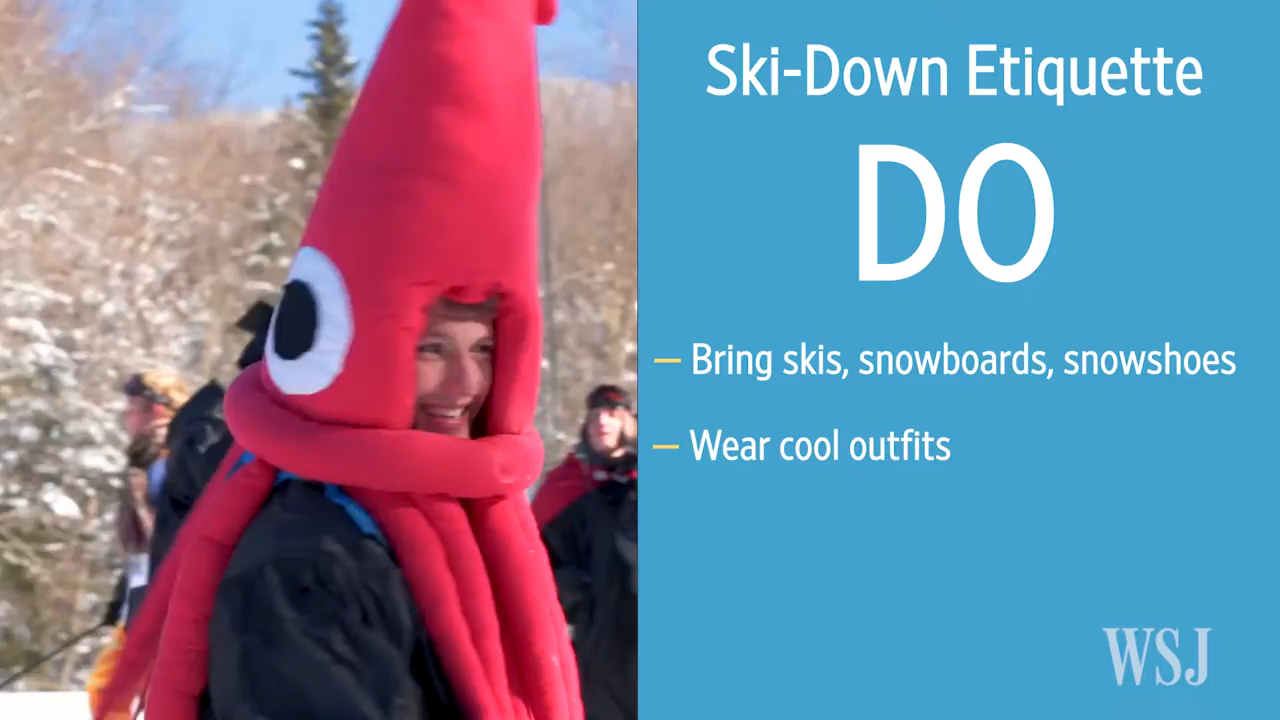 Ski-Down Etiquette
DO
– Bring skis, snowboards, snowshoes
– Wear cool outfits
WSJ